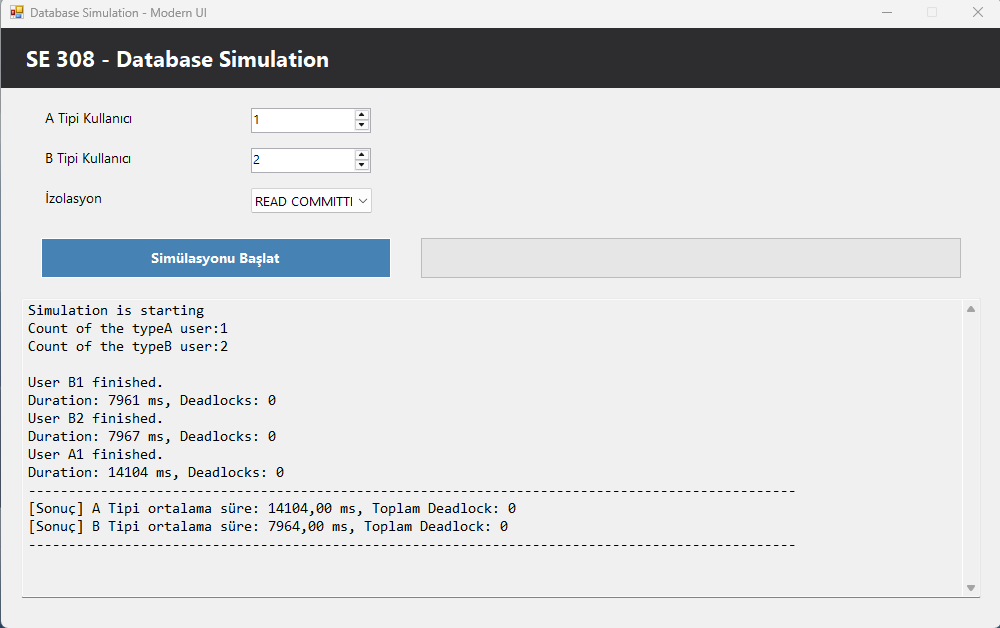 Database Simulation - Modern UI
SE 308 - Database Simulation
A Tipi Kullanıcı
1
B Tipi Kullanıcı
2
İzolasyon
READ COMMITTI
Simülasyonu Başlat
Simulation is starting
Count of the typeA user:1
Count of the typeB user:2
User B1 finished.
Duration: 7961 ms, Deadlocks: 0
User B2 finished.
Duration: 7967 ms, Deadlocks: 0
User A1 finished.
Duration: 14104 ms, Deadlocks: 0
------------------------------------------------------------------------------------------------
[Sonuç] A Tipi ortalama süre: 14104,00 ms, Toplam Deadlock: 0
[Sonuç] B Tipi ortalama süre: 7964,00 ms, Toplam Deadlock: 0
------------------------------------------------------------------------------------------------